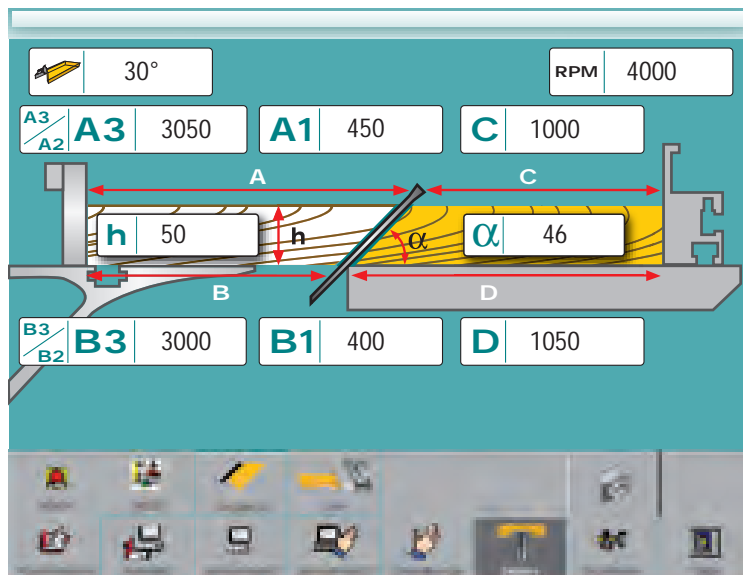 30° RPM 4000
A3/A2 A3 3050 A1 450 C 1000
A C
h 50 h α α 46
B D
B3/B2 B3 3000 B1 400 D 1050